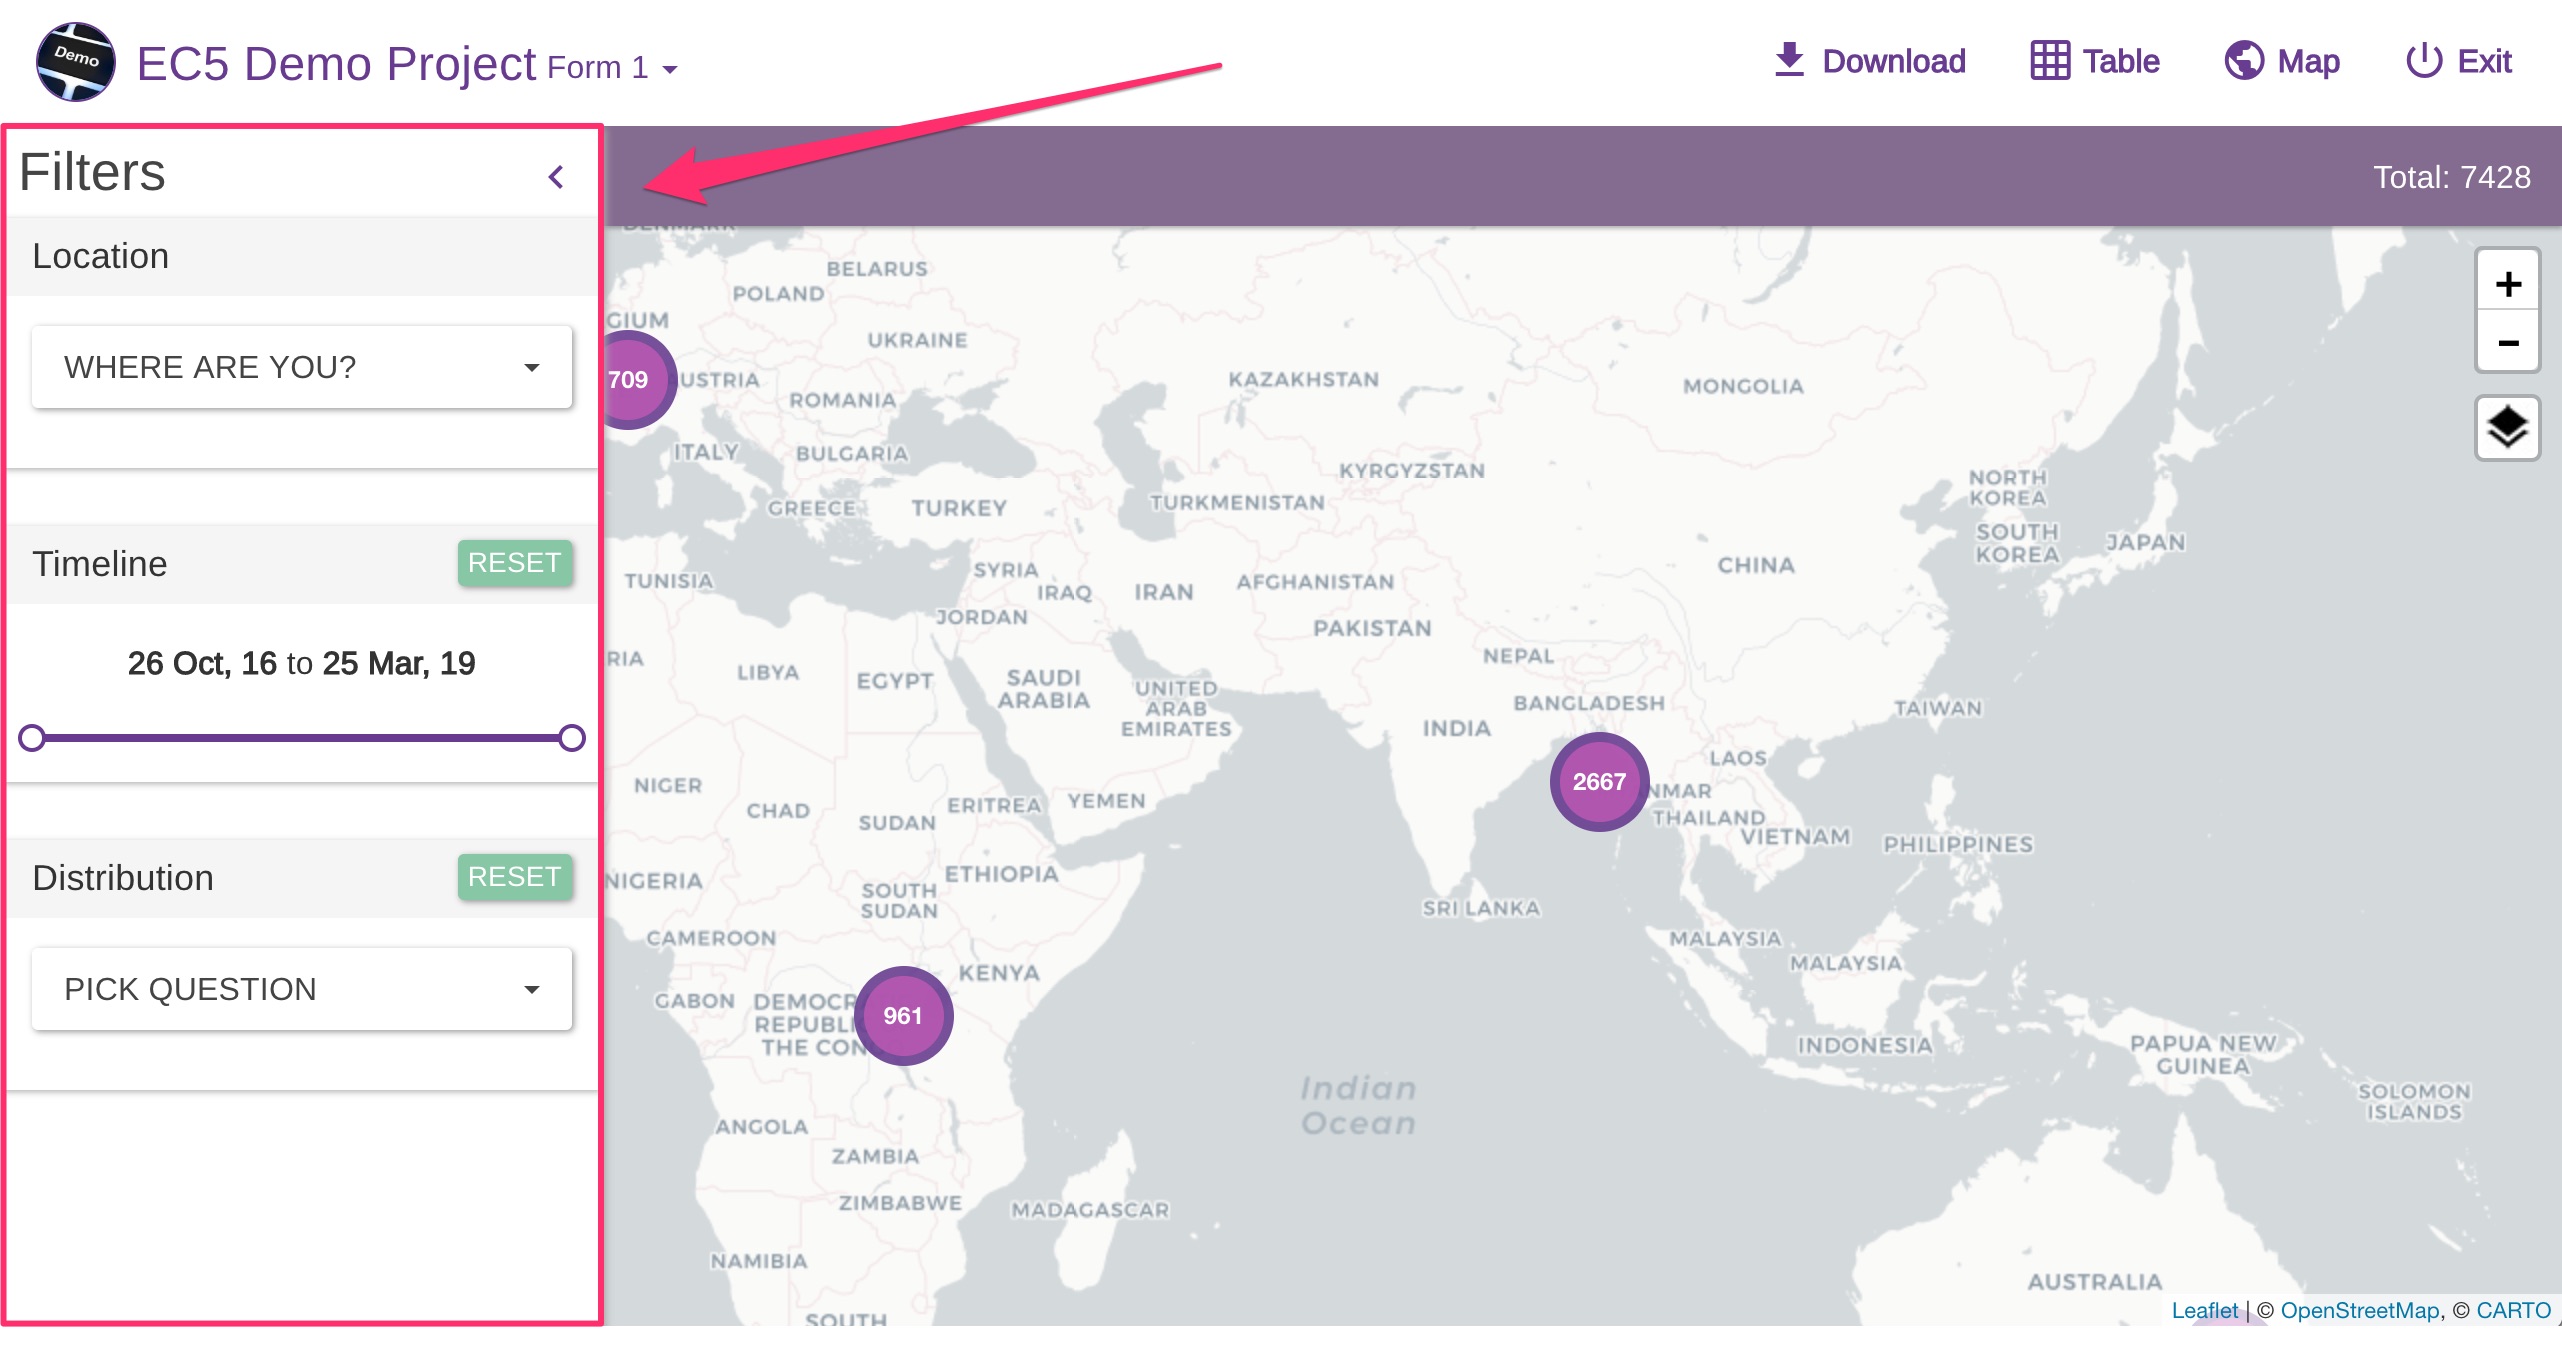 Demo
EC5 Demo Project Form 1
Download
Table
Map
Exit
Filters
Total: 7428
Location
WHERE ARE YOU?
Timeline
RESET
26 Oct, 16 to 25 Mar, 19
Distribution
RESET
PICK QUESTION
DENMARK
BELARUS
POLAND
GIUM
UKRAINE
709
USTRIA
ROMANIA
KAZAKHSTAN
MONGOLIA
ITALY
BULGARIA
KYRGYZSTAN
NORTH
KOREA
TURKMENISTAN
GREECE
TURKEY
SOUTH
KOREA
JAPAN
CHINA
TUNISIA
SYRIA
IRAQ
IRAN
AFGHANISTAN
JORDAN
PAKISTAN
RIA
LIBYA
EGYPT
SAUDI
ARABIA
UNITED
ARAB
EMIRATES
NEPAL
BANGLADESH
INDIA
TAIWAN
LAOS
2667
NMAR
THAILAND
VIETNAM
PHILIPPINES
NIGER
CHAD
SUDAN
ERITREA
YEMEN
NIGERIA
SOUTH
SUDAN
ETHIOPIA
SRI LANKA
CAMEROON
KENYA
MALAYSIA
MALAYSIA
GABON
DEMOCR
REPUBLI
THE CON
961
INDONESIA
PAPUA NEW
GUINEA
Indian
Ocean
SOLOMON
ISLANDS
ANGOLA
ZAMBIA
ZIMBABWE
MADAGASCAR
NAMIBIA
AUSTRALIA
SOUTH
Leaflet | © OpenStreetMap, © CARTO